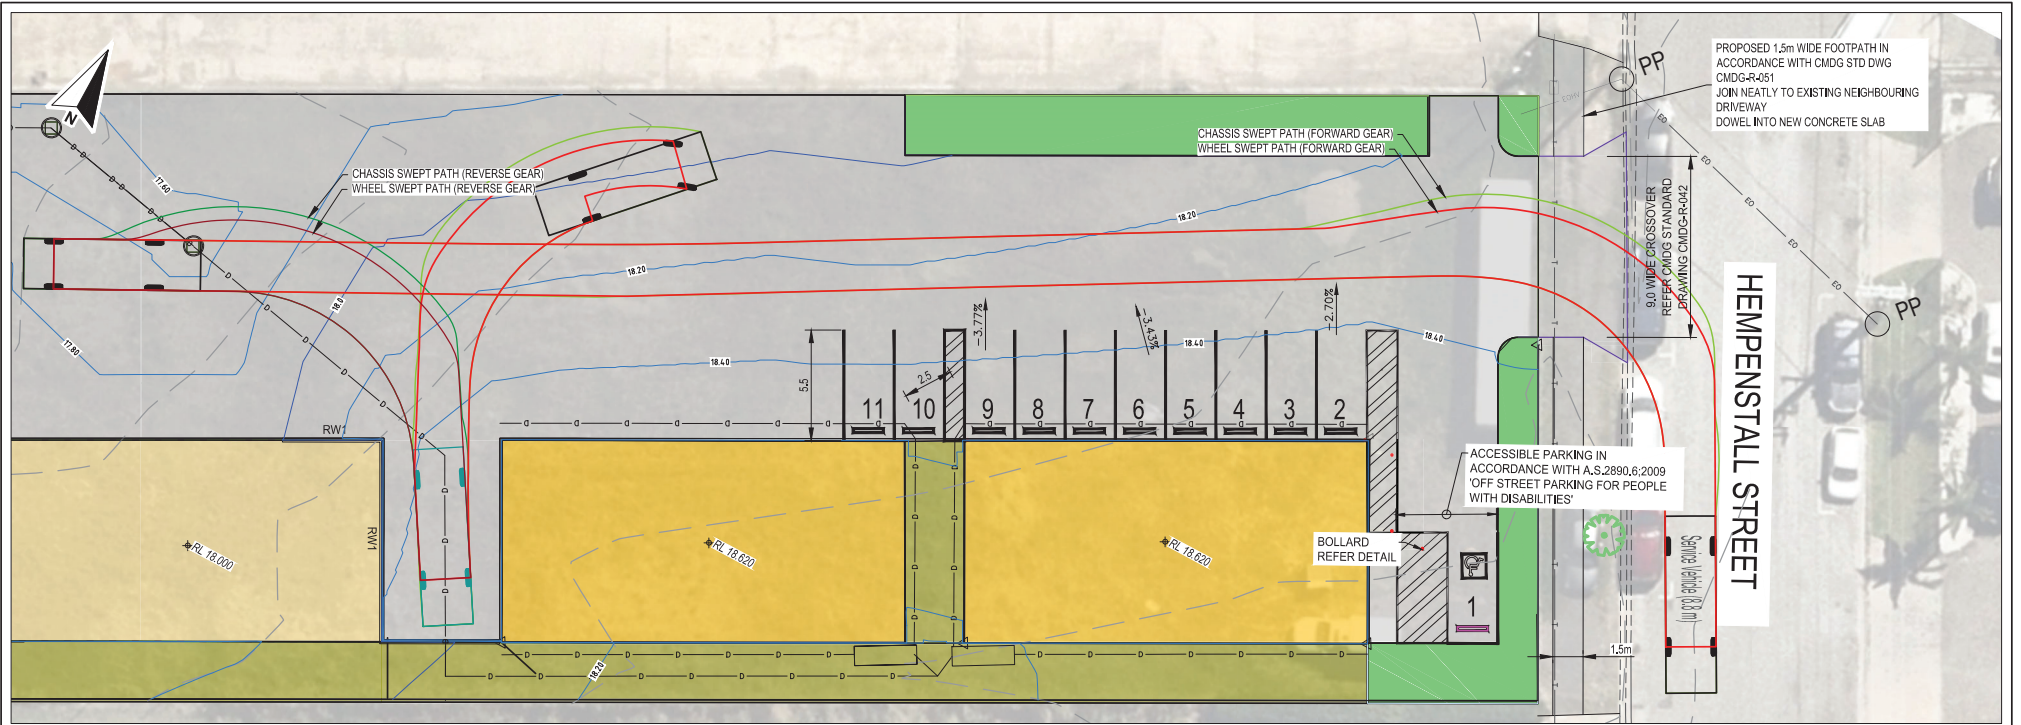 N
PROPOSED 1.5m WIDE FOOTPATH IN
ACCORDANCE WITH CMDG STD DWG
CMDG-R-051
JOIN NEATLY TO EXISTING NEIGHBOURING
DRIVEWAY
DOWEL INTO NEW CONCRETE SLAB
PP
PP
CHASSIS SWEPT PATH (FORWARD GEAR)
WHEEL SWEPT PATH (FORWARD GEAR)
CHASSIS SWEPT PATH (REVERSE GEAR)
WHEEL SWEPT PATH (REVERSE GEAR)
9.0 WIDE CROSSOVER
REFER CMDG STANDARD
DRAWING CMDG-R-042
HEMPENSTALL STREET
17.60
17.80
18.0
18.20
18.20
18.40
18.40
18.40
18.20
-3.77%
-3.43%
-2.70%
5.5
2.5
11
10
9
8
7
6
5
4
3
2
RW1
RW1
RL 18.000
RL 18.620
RL 18.620
ACCESSIBLE PARKING IN
ACCORDANCE WITH A.S.2890.6;2009
'OFF STREET PARKING FOR PEOPLE
WITH DISABILITIES'
BOLLARD
REFER DETAIL
1
1.5m
Service Vehicle (8.8 m)
EO
EO
EO
EO
EO